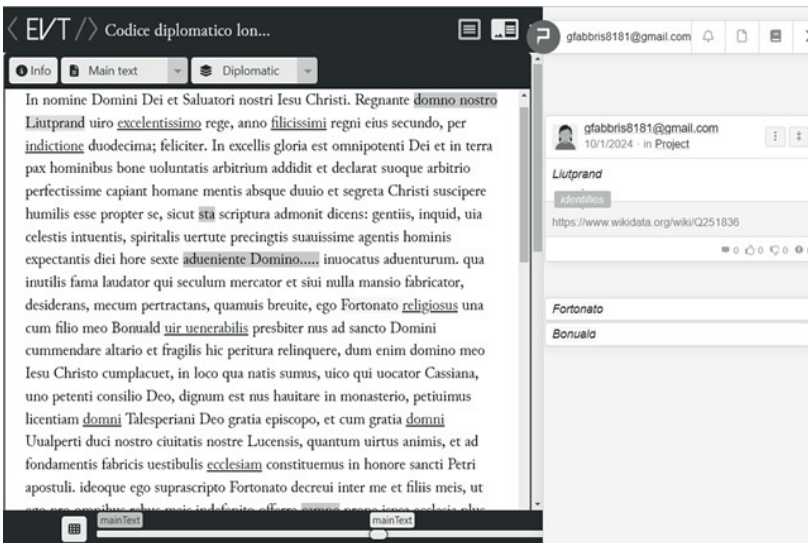 EVT Codice diplomatico lon...
Info Main text Diplomatic
In nomine Domini Dei et Saluatori nostri Iesu Christi. Regnante domno nostro
Liutprand uiro excelentissimo rege, anno filicissimi regni eius secundo, per
indictione duodecima; feliciter. In excellis gloria est omnipotenti Dei et in terra
pax hominibus bone uoluntatis arbitrium addidit et declarat suoque arbitrio
perfectissime capiant homane mentis absque duuio et segreta Christi suscipere
humilis esse propter se, sicut sta scriptura admonit dicens: gentiis, inquid, uia
celestis intuentis, spiritalis uertute precingtis suauissime agentis hominis
expectantis diei hore sexte adueniente Domino..... inuocatus aduenturum. qua
inutilis fama laudator qui seculum mercator et siui nulla mansio fabricator,
desiderans, mecum pertractans, quamuis breuite, ego Fortonato religiosus una
cum filio meo Bonuald uir uenerabilis presbiter nus ad sancto Domini
cummendare altario et fragilis hic peritura relinquere, dum enim domino meo
Iesu Christo cumplacuet, in loco qua natis sumus, uico qui uocator Cassiana,
uno petenti consilio Deo, dignum est nus hauitare in monasterio, petiuimus
licentiam domni Talesperiani Deo gratia episcopo, et cum gratia domni
Uualperti duci nostro ciuitatis nostre Lucensis, quantum uirtus animis, et ad
fondamentis fabricis uestibulis ecclesiam constituemus in honore sancti Petri
apostuli. ideoque ego suprascripto Fortonato decreui inter me et filiis meis, ut
mainText mainText
gfabbris8181@gmail.com
gfabbris8181@gmail.com
10/1/2024 - in Project
Liutprand
identifies
https://www.wikidata.org/wiki/Q251836
0 0 0 0
Fortonato
Bonuald